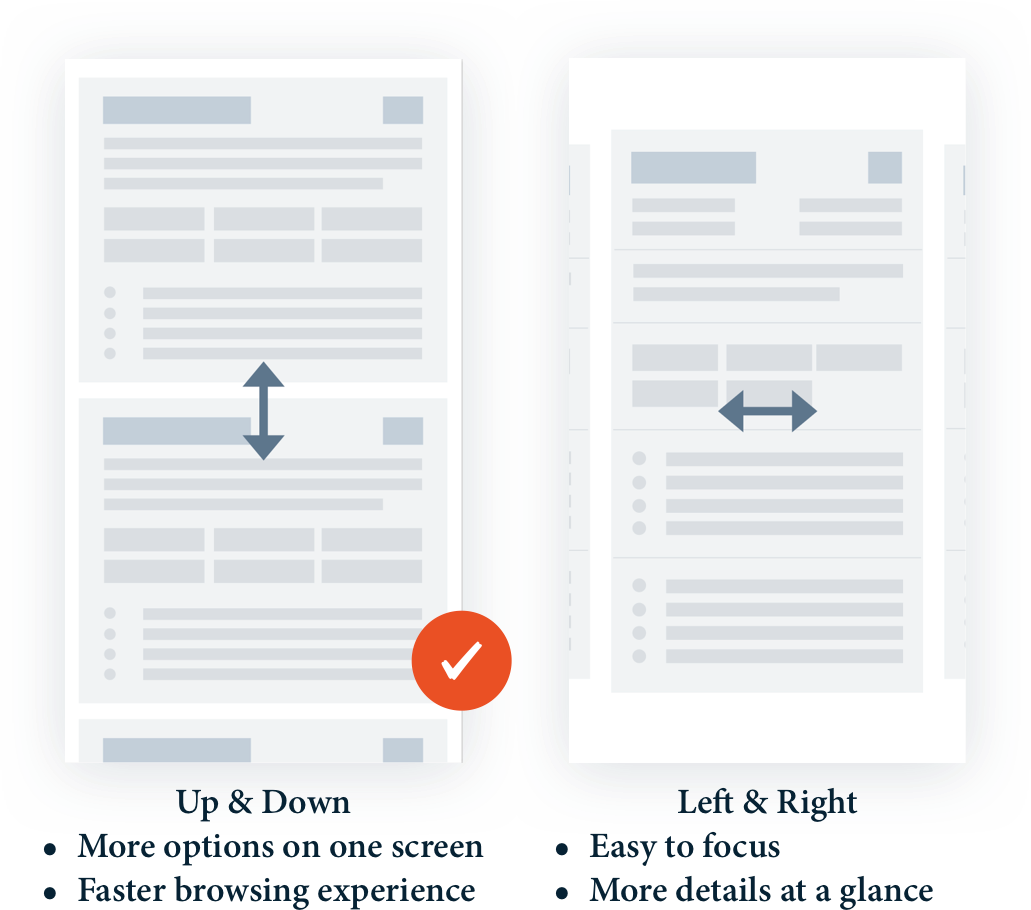 Up & Down
• More options on one screen
• Faster browsing experience
Left & Right
• Easy to focus
• More details at a glance